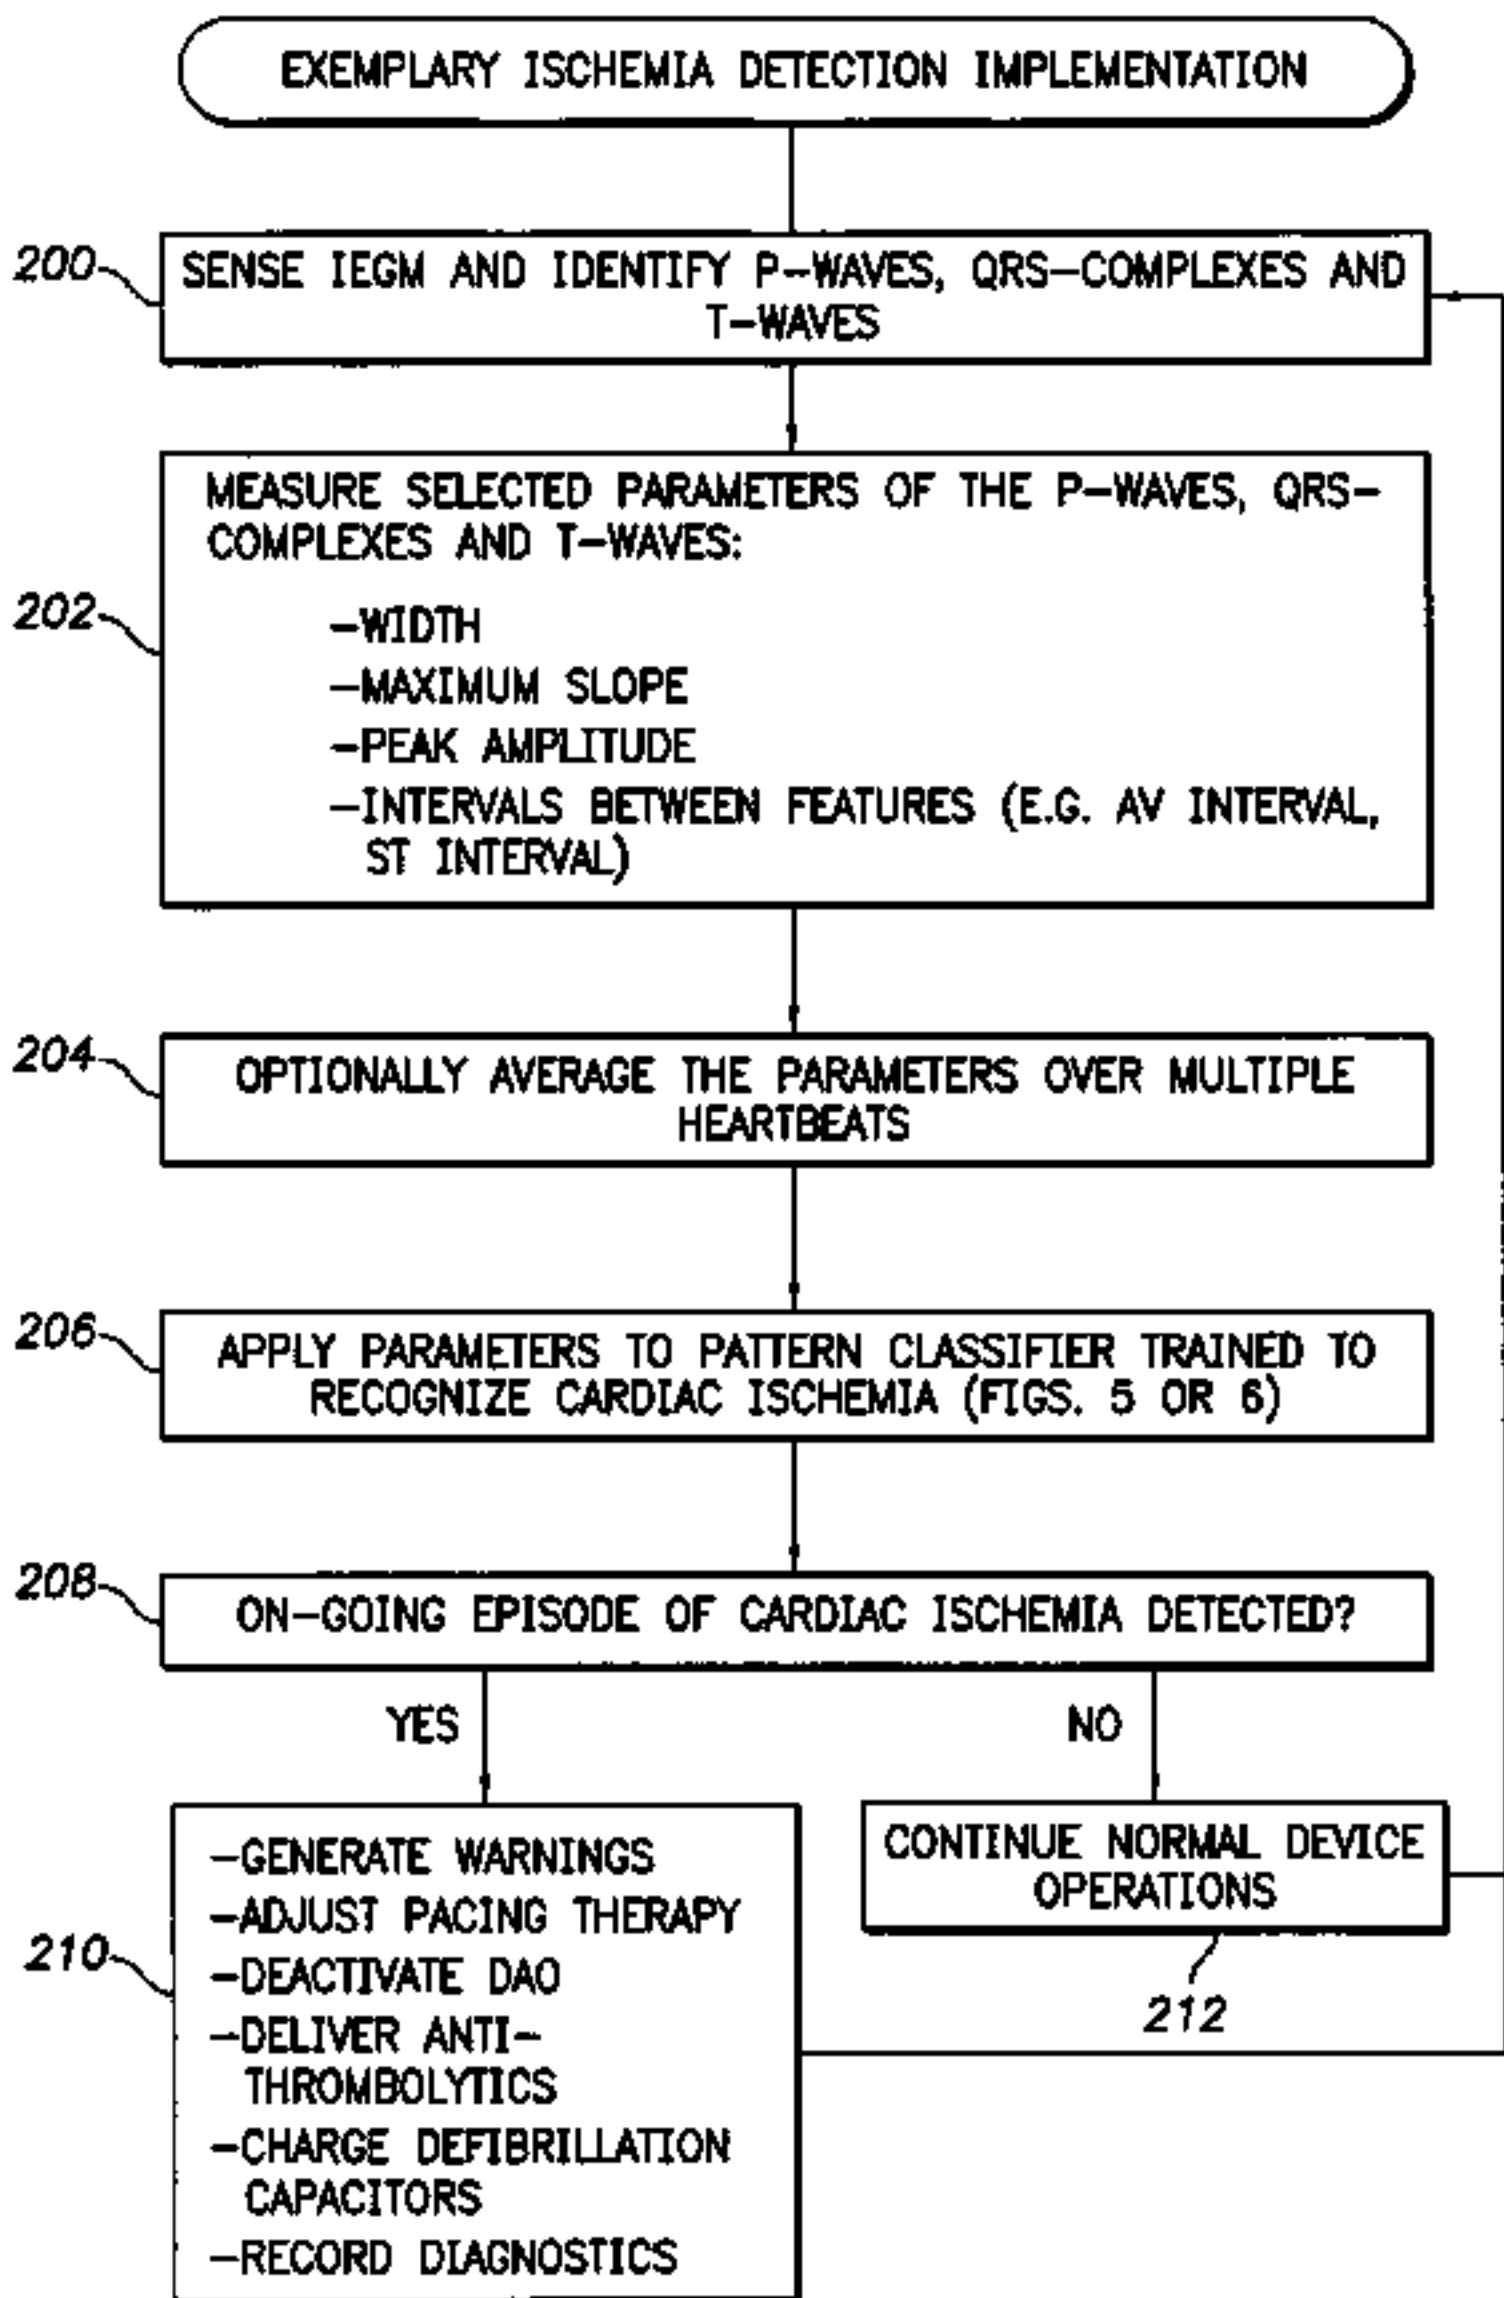 EXEMPLARY ISCHEMIA DETECTION IMPLEMENTATION
200
SENSE IEGM AND IDENTIFY P-WAVES, QRS-COMPLEXES AND
T-WAVES
202
MEASURE SELECTED PARAMETERS OF THE P-WAVES, QRS-
COMPLEXES AND T-WAVES:
-WIDTH
-MAXIMUM SLOPE
-PEAK AMPLITUDE
-INTERVALS BETWEEN FEATURES (E.G. AV INTERVAL,
ST INTERVAL)
204
OPTIONALLY AVERAGE THE PARAMETERS OVER MULTIPLE
HEARTBEATS
206
APPLY PARAMETERS TO PATTERN CLASSIFIER TRAINED TO
RECOGNIZE CARDIAC ISCHEMIA (FIGS. 5 OR 6)
208
ON-GOING EPISODE OF CARDIAC ISCHEMIA DETECTED?
YES
NO
210
-GENERATE WARNINGS
-ADJUST PACING THERAPY
-DEACTIVATE DAO
-DELIVER ANTI-
THROMBOLYTICS
-CHARGE DEFIBRILLATION
CAPACITORS
-RECORD DIAGNOSTICS
CONTINUE NORMAL DEVICE
OPERATIONS
212